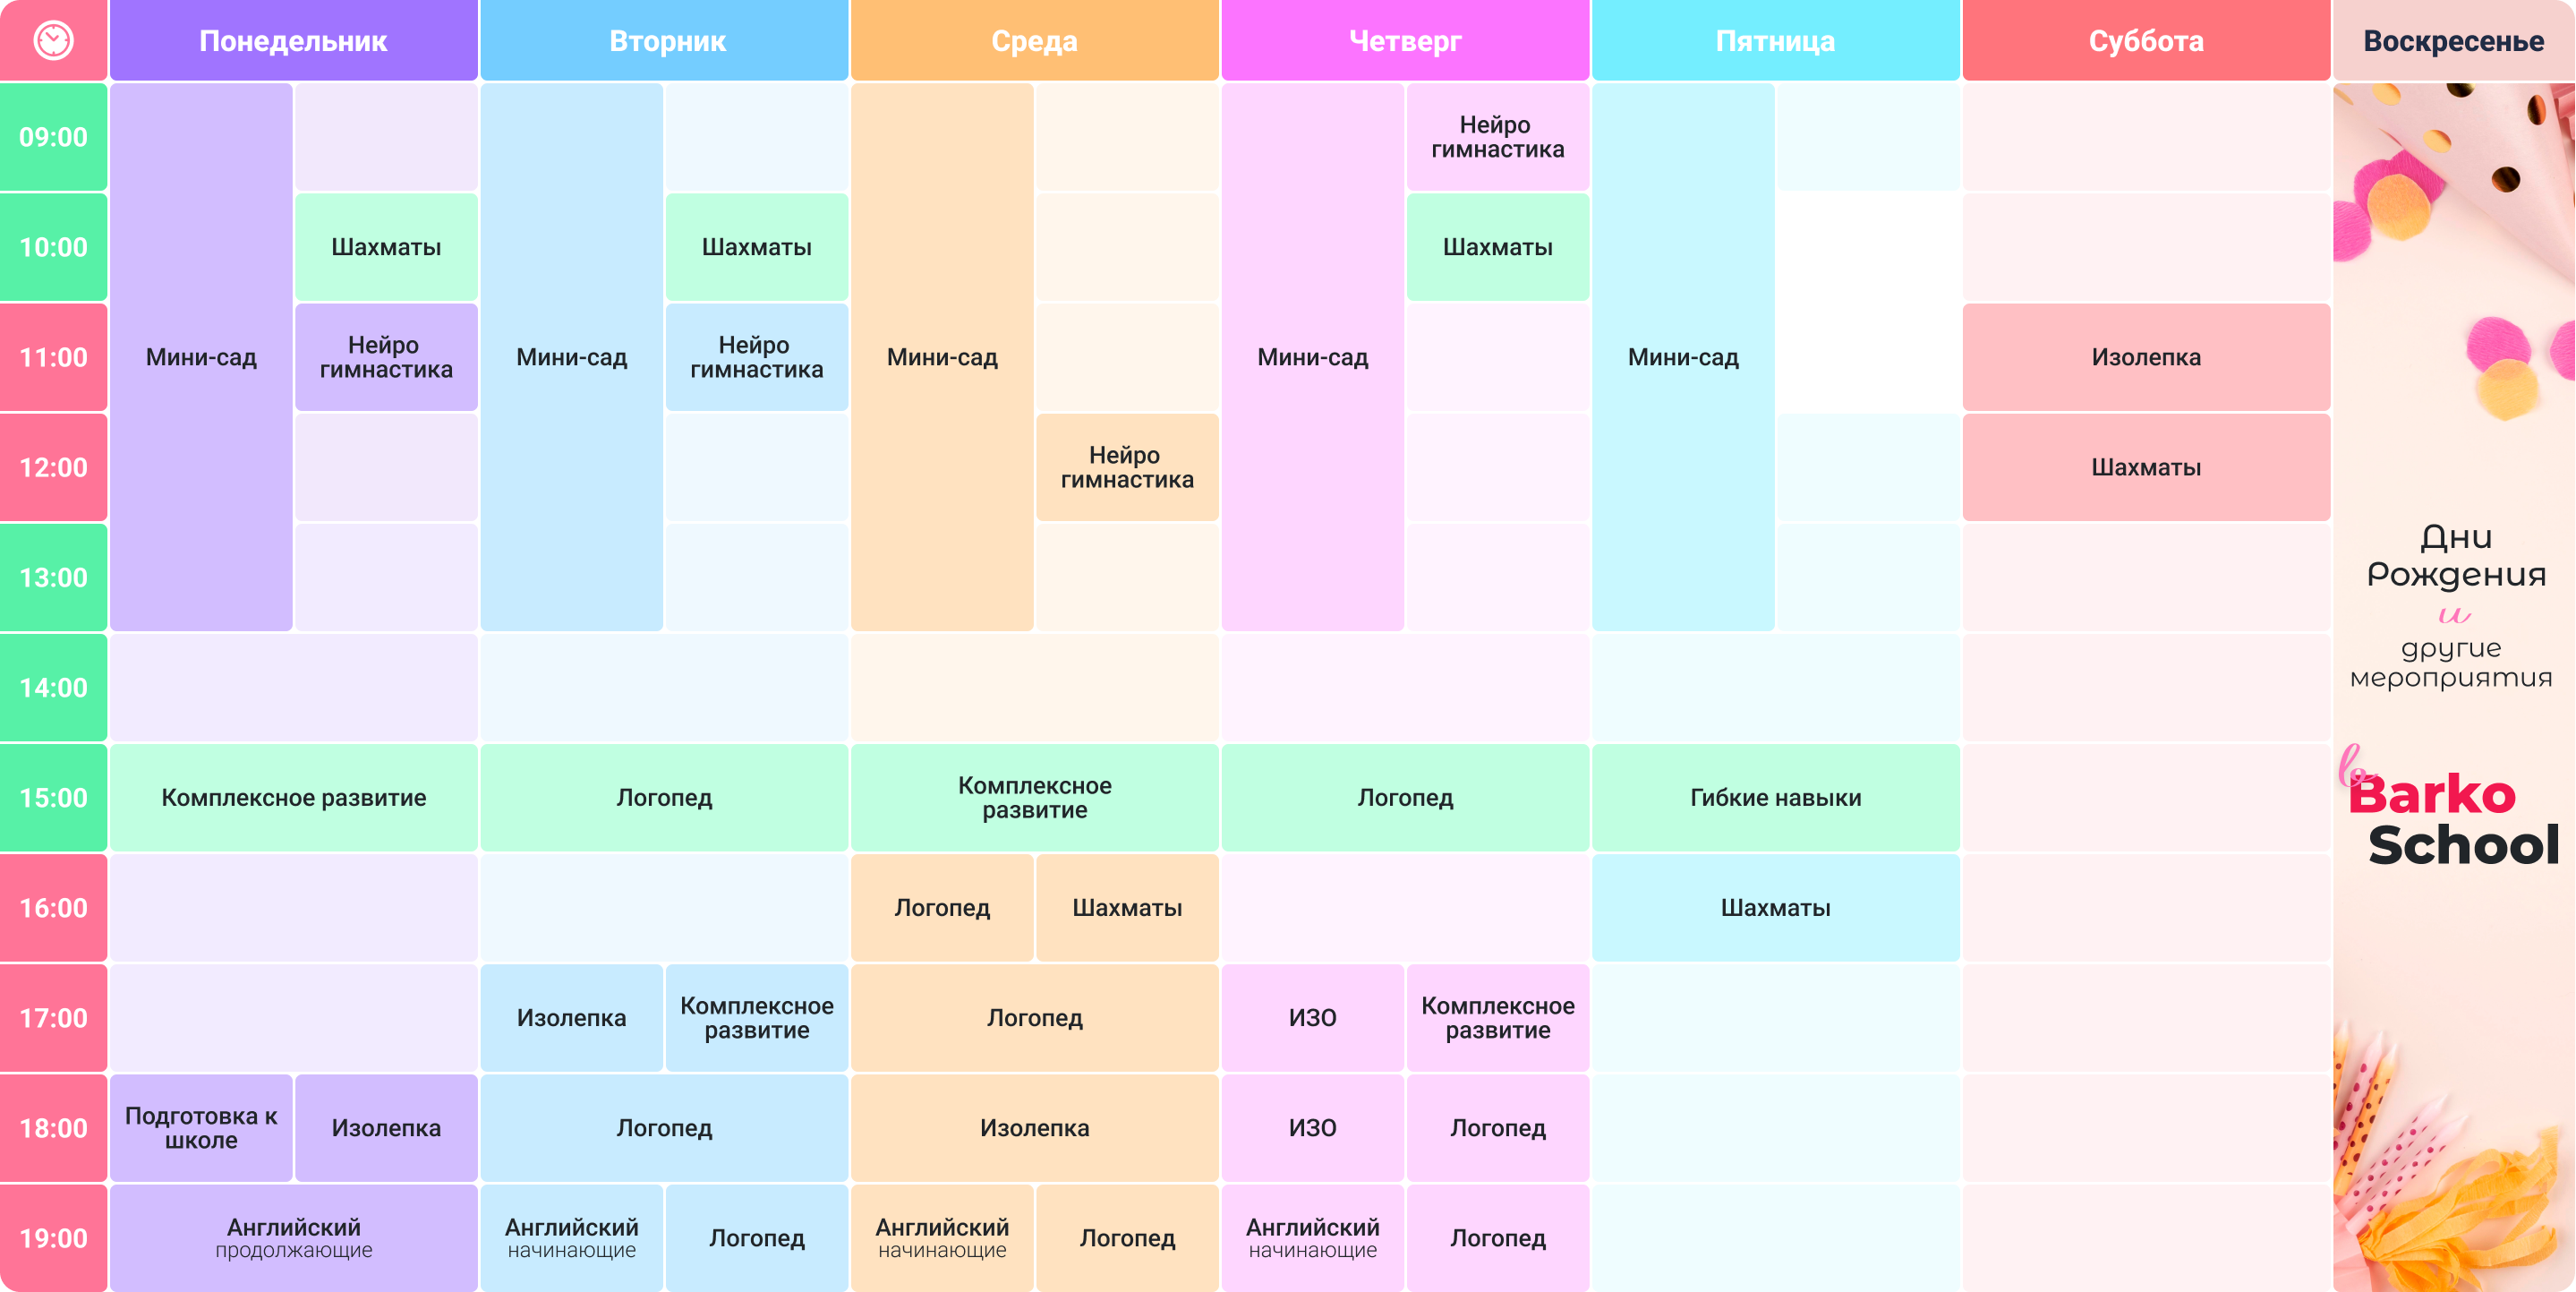 Понедельник
Вторник
Среда
Четверг
Пятница
Суббота
Воскресенье
09:00
Нейро
гимнастика
10:00
Шахматы
Шахматы
Шахматы
11:00
Мини-сад
Нейро
гимнастика
Мини-сад
Нейро
гимнастика
Мини-сад
Мини-сад
Мини-сад
Изолепка
12:00
Нейро
гимнастика
Шахматы
13:00
14:00
15:00
Комплексное развитие
Логопед
Комплексное
развитие
Логопед
Гибкие навыки
16:00
Логопед
Шахматы
Шахматы
17:00
Изолепка
Комплексное
развитие
Логопед
ИЗО
Комплексное
развитие
18:00
Подготовка к
школе
Изолепка
Логопед
Изолепка
ИЗО
Логопед
19:00
Английский
продолжающие
Английский
начинающие
Логопед
Английский
начинающие
Логопед
Английский
начинающие
Логопед
Дни
Рождения
и
другие
мероприятия
в
Barko
School